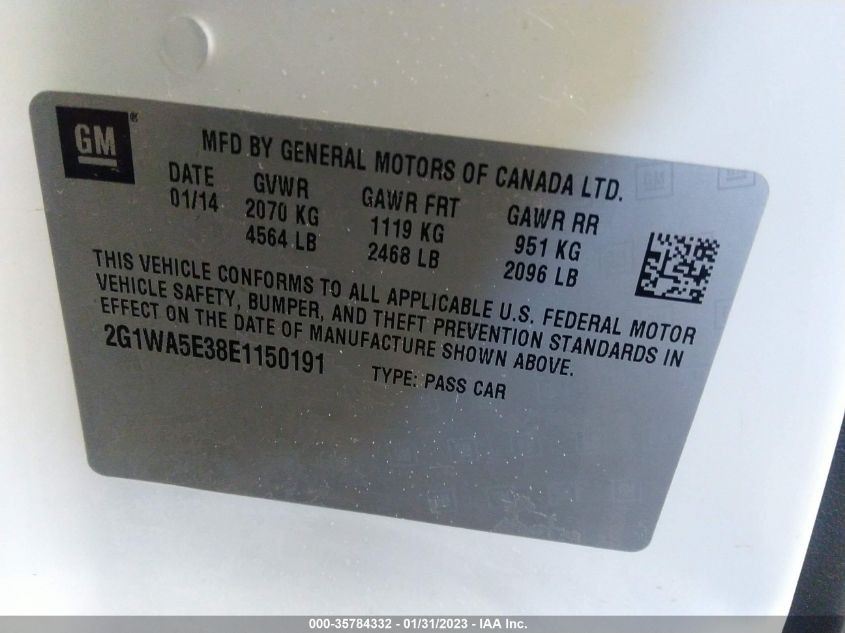 GM®
MFD BY GENERAL MOTORS OF CANADA LTD.
DATE GVWR GAWR FRT GAWR RR
01/14 2070 KG 1119 KG 951 KG
4564 LB 2468 LB 2096 LB
THIS VEHICLE CONFORMS TO ALL APPLICABLE U.S. FEDERAL MOTOR
VEHICLE SAFETY, BUMPER, AND THEFT PREVENTION STANDARDS IN
EFFECT ON THE DATE OF MANUFACTURE SHOWN ABOVE.
2G1WA5E38E1150191 TYPE: PASS CAR
000-35784332 - 01/31/2023 - IAA Inc.